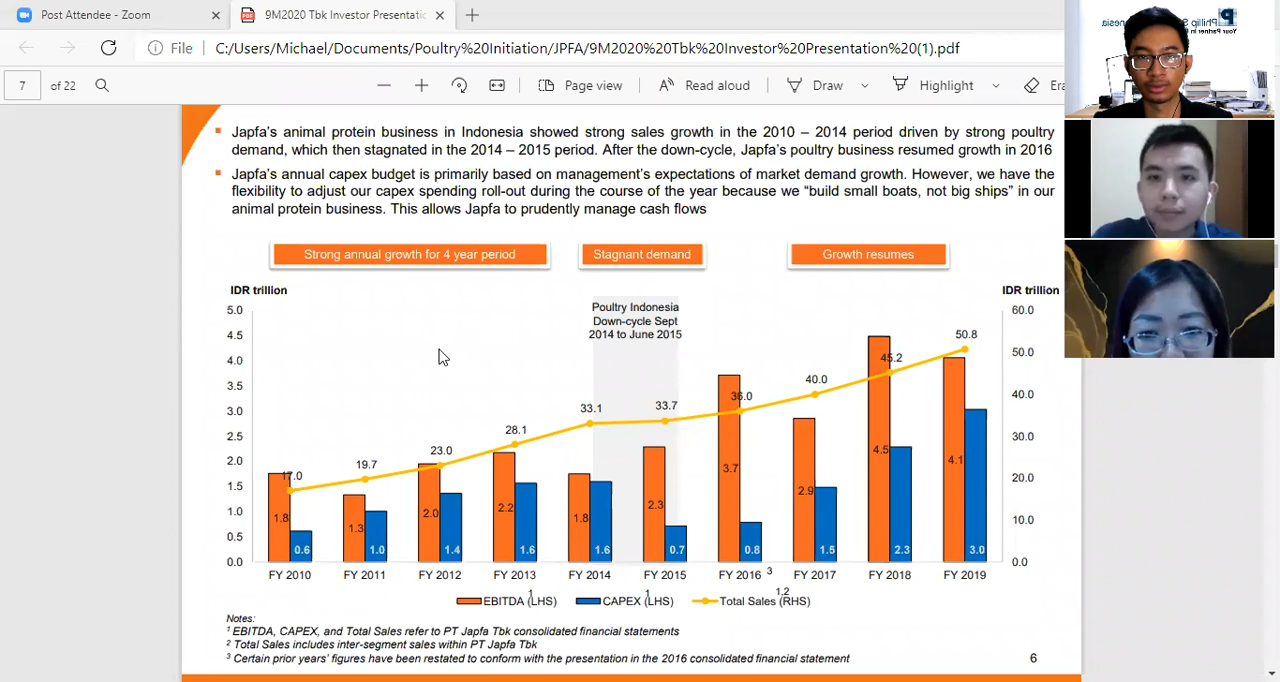 Post Attendee - Zoom
9M2020 Tbk Investor Presentatio
File
C:/Users/Michael/Documents/Poultry%20Initiation/JPFA/9M2020%20Tbk%20Investor%20Presentation%20(1).pdf
7 of 22
Page view
Read aloud
Draw
Highlight
Era
Phillip S
Your Partner in
Japfa's animal protein business in Indonesia showed strong sales growth in the 2010 – 2014 period driven by strong poultry
demand, which then stagnated in the 2014 – 2015 period. After the down-cycle, Japfa's poultry business resumed growth in 2016
Japfa's annual capex budget is primarily based on management's expectations of market demand growth. However, we have the
flexibility to adjust our capex spending roll-out during the course of the year because we "build small boats, not big ships" in our
animal protein business. This allows Japfa to prudently manage cash flows
Strong annual growth for 4 year period
Stagnant demand
Growth resumes
IDR trillion
IDR trillion
Poultry Indonesia
Down-cycle Sept
2014 to June 2015
5.0
4.5
4.0
3.5
3.0
2.5
2.0
1.5
1.0
0.5
0.0
60.0
50.0
40.0
30.0
20.0
10.0
0.0
17.0 19.7 23.0 28.1 33.1 33.7 36.0 40.0 45.2 50.8
1.8 1.3 2.0 2.2 1.8 2.3 3.7 2.9 4.5 4.1
0.6 1.0 1.4 1.6 1.6 0.7 0.8 1.5 2.3 3.0
FY 2010 FY 2011 FY 2012 FY 2013 FY 2014 FY 2015 FY 2016 3 FY 2017 FY 2018 FY 2019
EBITDA (LHS) 1 CAPEX (LHS) 1 Total Sales (RHS) 1,2
Notes:
1 EBITDA, CAPEX, and Total Sales refer to PT Japfa Tbk consolidated financial statements
2 Total Sales includes inter-segment sales within PT Japfa Tbk
3 Certain prior years' figures have been restated to conform with the presentation in the 2016 consolidated financial statement
6